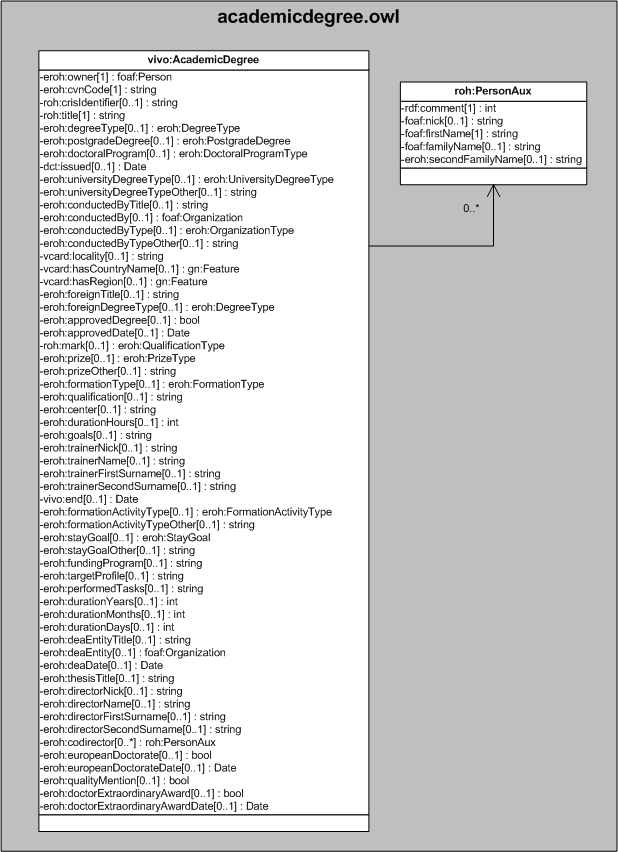 academicdegree.owl
vivo:AcademicDegree
-eroh:owner[1] : foaf:Person
-eroh:cvnCode[1] : string
-roh:crisIdentifier[0..1] : string
-roh:title[1] : string
-eroh:degreeType[0..1] : eroh:DegreeType
-eroh:postgradeDegree[0..1] : eroh:PostgradeDegree
-eroh:doctoralProgram[0..1] : eroh:DoctoralProgramType
-dct:issued[0..1] : Date
-eroh:universityDegreeType[0..1] : eroh:UniversityDegreeType
-eroh:universityDegreeTypeOther[0..1] : string
-eroh:conductedByTitle[0..1] : string
-eroh:conductedBy[0..1] : foaf:Organization
-eroh:conductedByType[0..1] : eroh:OrganizationType
-eroh:conductedByTypeOther[0..1] : string
-vcard:locality[0..1] : string
-vcard:hasCountryName[0..1] : gn:Feature
-vcard:hasRegion[0..1] : gn:Feature
-eroh:foreignTitle[0..1] : string
-eroh:foreignDegreeType[0..1] : eroh:DegreeType
-eroh:approvedDegree[0..1] : bool
-eroh:approvedDate[0..1] : Date
-roh:mark[0..1] : eroh:QualificationType
-eroh:prize[0..1] : eroh:PrizeType
-eroh:prizeOther[0..1] : string
-eroh:formationType[0..1] : eroh:FormationType
-eroh:qualification[0..1] : string
-eroh:center[0..1] : string
-eroh:durationHours[0..1] : int
-eroh:goals[0..1] : string
-eroh:trainerNick[0..1] : string
-eroh:trainerName[0..1] : string
-eroh:trainerFirstSurname[0..1] : string
-eroh:trainerSecondSurname[0..1] : string
-vivo:end[0..1] : Date
-eroh:formationActivityType[0..1] : eroh:FormationActivityType
-eroh:formationActivityTypeOther[0..1] : string
-eroh:stayGoal[0..1] : eroh:StayGoal
-eroh:stayGoalOther[0..1] : string
-eroh:fundingProgram[0..1] : string
-eroh:targetProfile[0..1] : string
-eroh:performedTasks[0..1] : string
-eroh:durationYears[0..1] : int
-eroh:durationMonths[0..1] : int
-eroh:durationDays[0..1] : int
-eroh:deaEntityTitle[0..1] : string
-eroh:deaEntity[0..1] : foaf:Organization
-eroh:deaDate[0..1] : Date
-eroh:thesisTitle[0..1] : string
-eroh:directorNick[0..1] : string
-eroh:directorName[0..1] : string
-eroh:directorFirstSurname[0..1] : string
-eroh:directorSecondSurname[0..1] : string
-eroh:codirector[0..*] : roh:PersonAux
-eroh:europeanDoctorate[0..1] : bool
-eroh:europeanDoctorateDate[0..1] : Date
-eroh:qualityMention[0..1] : bool
-eroh:doctorExtraordinaryAward[0..1] : bool
-eroh:doctorExtraordinaryAwardDate[0..1] : Date
roh:PersonAux
-rdf:comment[1] : int
-foaf:nick[0..1] : string
-foaf:firstName[1] : string
-foaf:familyName[0..1] : string
-eroh:secondFamilyName[0..1] : string
0..*